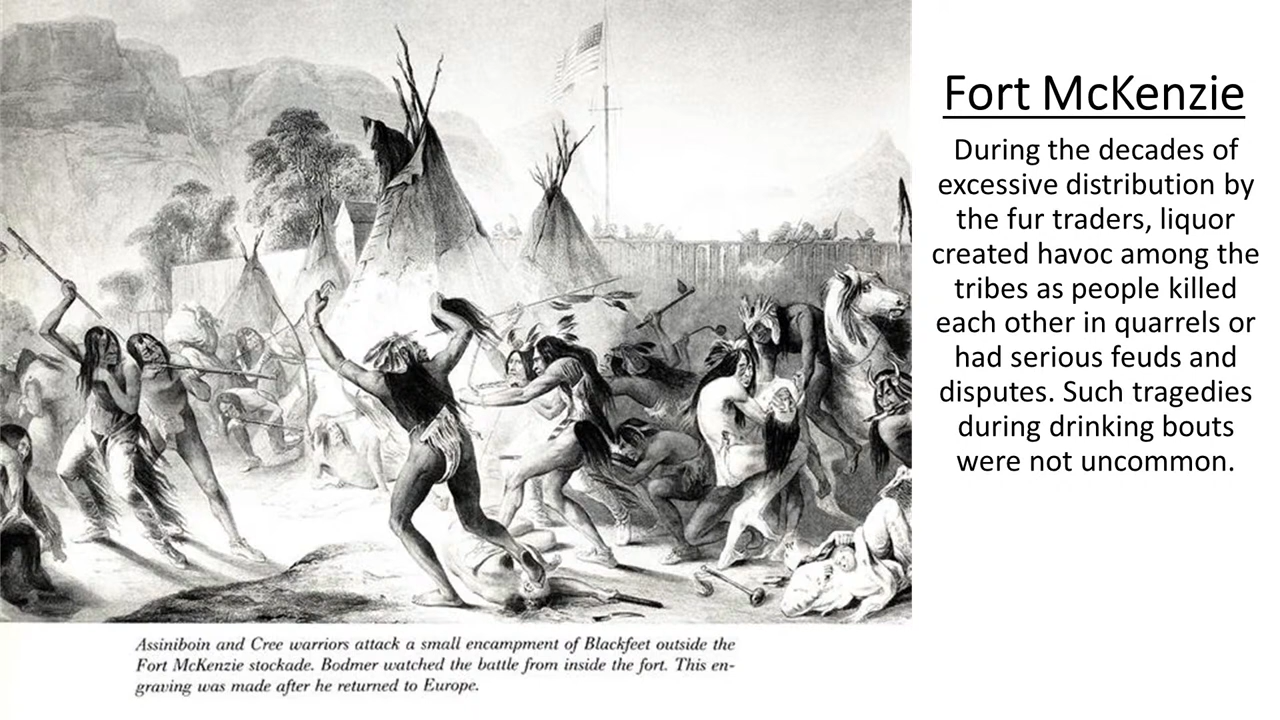 Fort McKenzie
During the decades of
excessive distribution by
the fur traders, liquor
created havoc among the
tribes as people killed
each other in quarrels or
had serious feuds and
disputes. Such tragedies
during drinking bouts
were not uncommon.
Assiniboin and Cree warriors attack a small encampment of Blackfeet outside the
Fort McKenzie stockade. Bodmer watched the battle from inside the fort. This en-
graving was made after he returned to Europe.